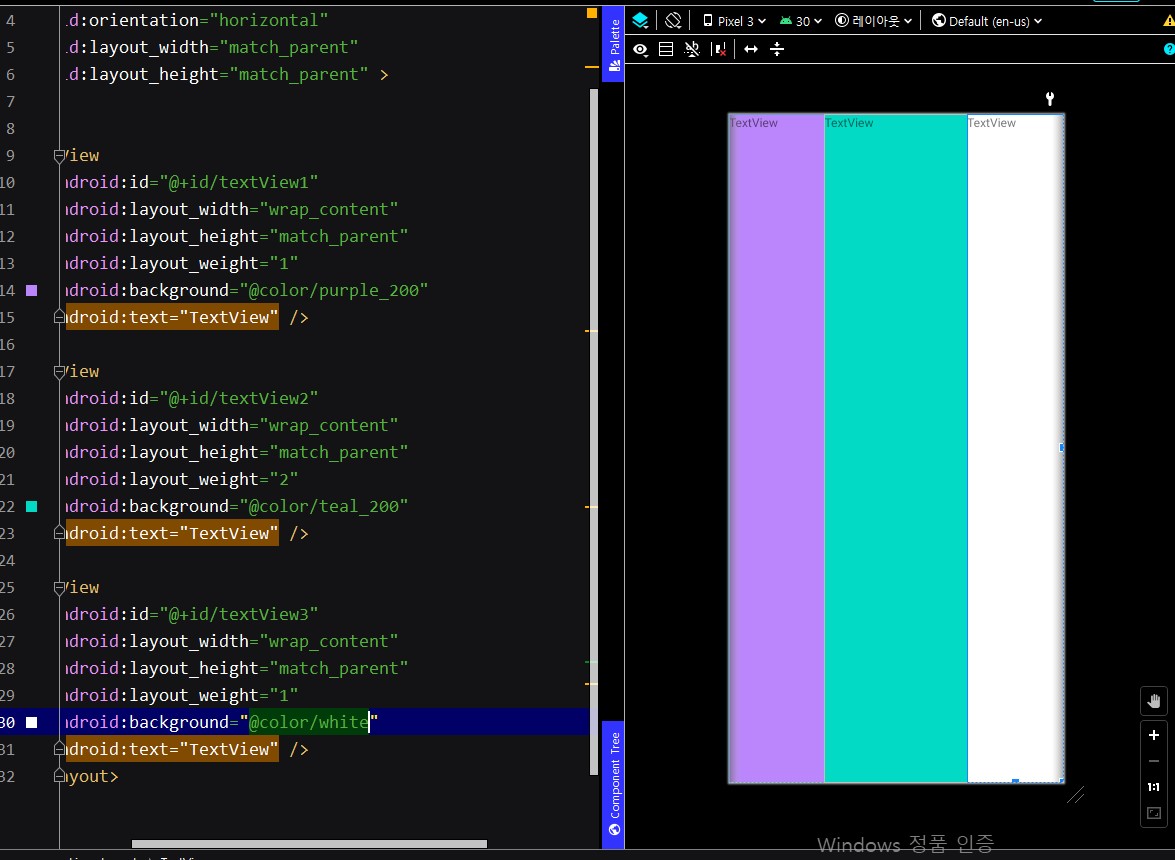 4 .d:orientation="horizontal"
5 .d:layout_width="match_parent"
6 .d:layout_height="match_parent" >
7
8
9 View
10 ndroid:id="@+id/textView1"
11 ndroid:layout_width="wrap_content"
12 ndroid:layout_height="match_parent"
13 ndroid:layout_weight="1"
14 ndroid:background="@color/purple_200"
15 ndroid:text="TextView" />
16
17 View
18 ndroid:id="@+id/textView2"
19 ndroid:layout_width="wrap_content"
20 ndroid:layout_height="match_parent"
21 ndroid:layout_weight="2"
22 ndroid:background="@color/teal_200"
23 ndroid:text="TextView" />
24
25 View
26 ndroid:id="@+id/textView3"
27 ndroid:layout_width="wrap_content"
28 ndroid:layout_height="match_parent"
29 ndroid:layout_weight="1"
30 ndroid:background="@color/white"
31 ndroid:text="TextView" />
32 ayout>
Palette
Component Tree
Pixel 3 30 레이아웃 Default (en-us)
TextView TextView TextView
1:1
Windows 정품 인증